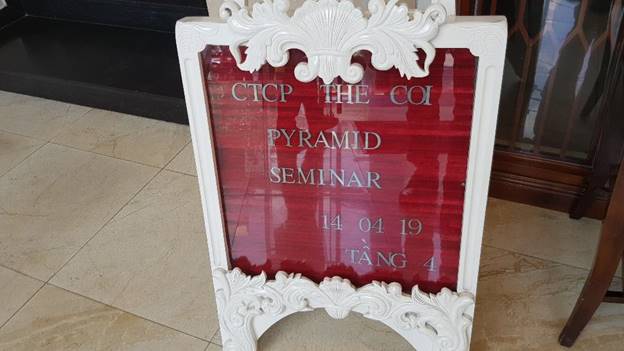 CTCP THE COI
PYRAMID
SEMINAR
14 04 19
TẦNG 4